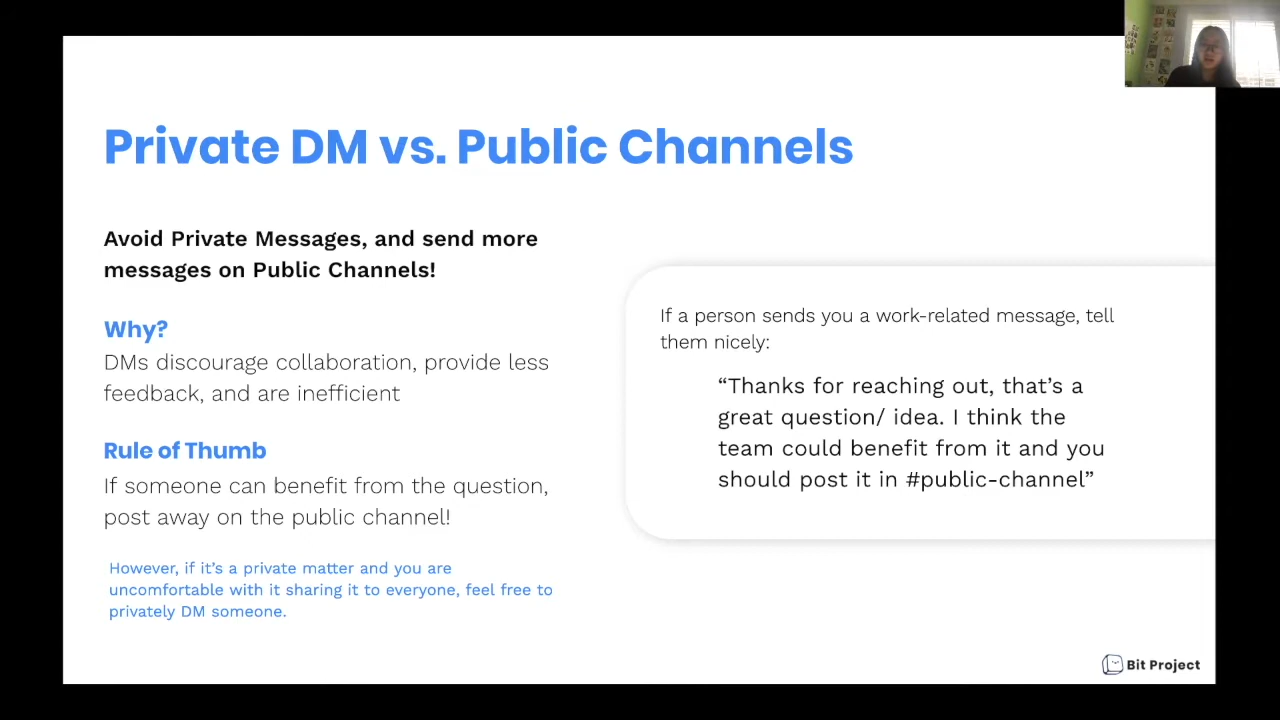 Private DM vs. Public Channels
Avoid Private Messages, and send more
messages on Public Channels!
Why?
DMs discourage collaboration, provide less
feedback, and are inefficient
Rule of Thumb
If someone can benefit from the question,
post away on the public channel!
However, if it's a private matter and you are
uncomfortable with it sharing it to everyone, feel free to
privately DM someone.
If a person sends you a work-related message, tell
them nicely:
“Thanks for reaching out, that’s a
great question/ idea. I think the
team could benefit from it and you
should post it in #public-channel”
Bit Project